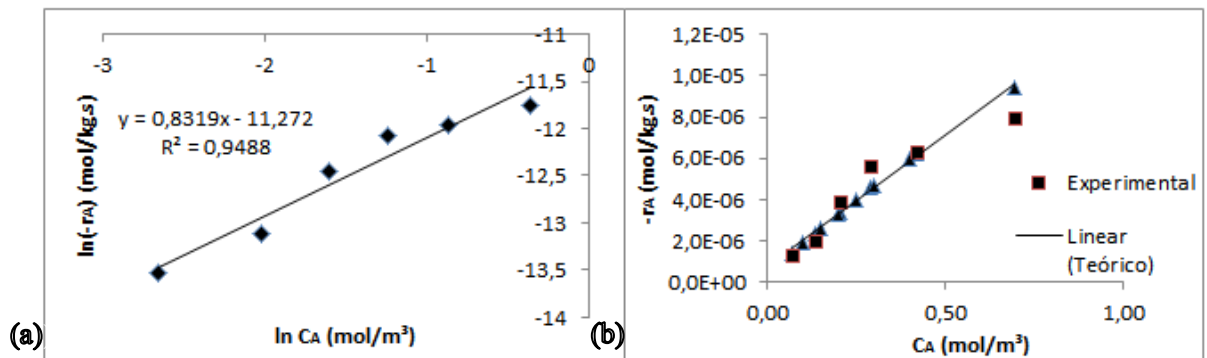 -3
-2
-1
0
-11
-11,5
-12
-12,5
-13
-13,5
-14
y = 0,8319x - 11,272
R² = 0,9488
ln(-rA) (mol/kg.s)
ln CA (mol/m³)
(a)
1,2E-05
1,0E-05
8,0E-06
6,0E-06
4,0E-06
2,0E-06
0,0E+00
-rA (mol/kg.s)
0,00
0,50
1,00
CA (mol/m³)
Experimental
Linear
(Teórico)
(b)